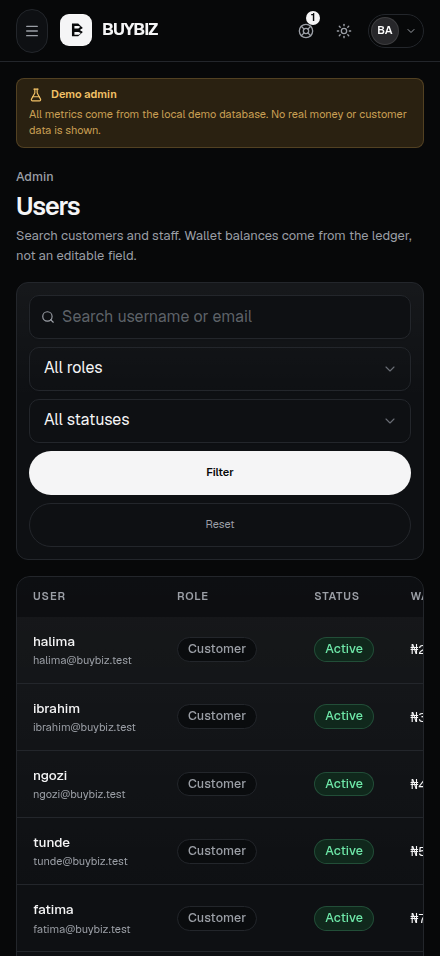 BUYBIZ
1
BA
Demo admin
All metrics come from the local demo database. No real money or customer
data is shown.
Admin
Users
Search customers and staff. Wallet balances come from the ledger,
not an editable field.
Search username or email
All roles
All statuses
Filter
Reset
USER ROLE STATUS
halima
halima@buybiz.test
Customer
Active
₦2
ibrahim
ibrahim@buybiz.test
Customer
Active
ngozi
ngozi@buybiz.test
Customer
Active
tunde
tunde@buybiz.test
Customer
Active
fatima
fatima@buybiz.test
Customer
Active